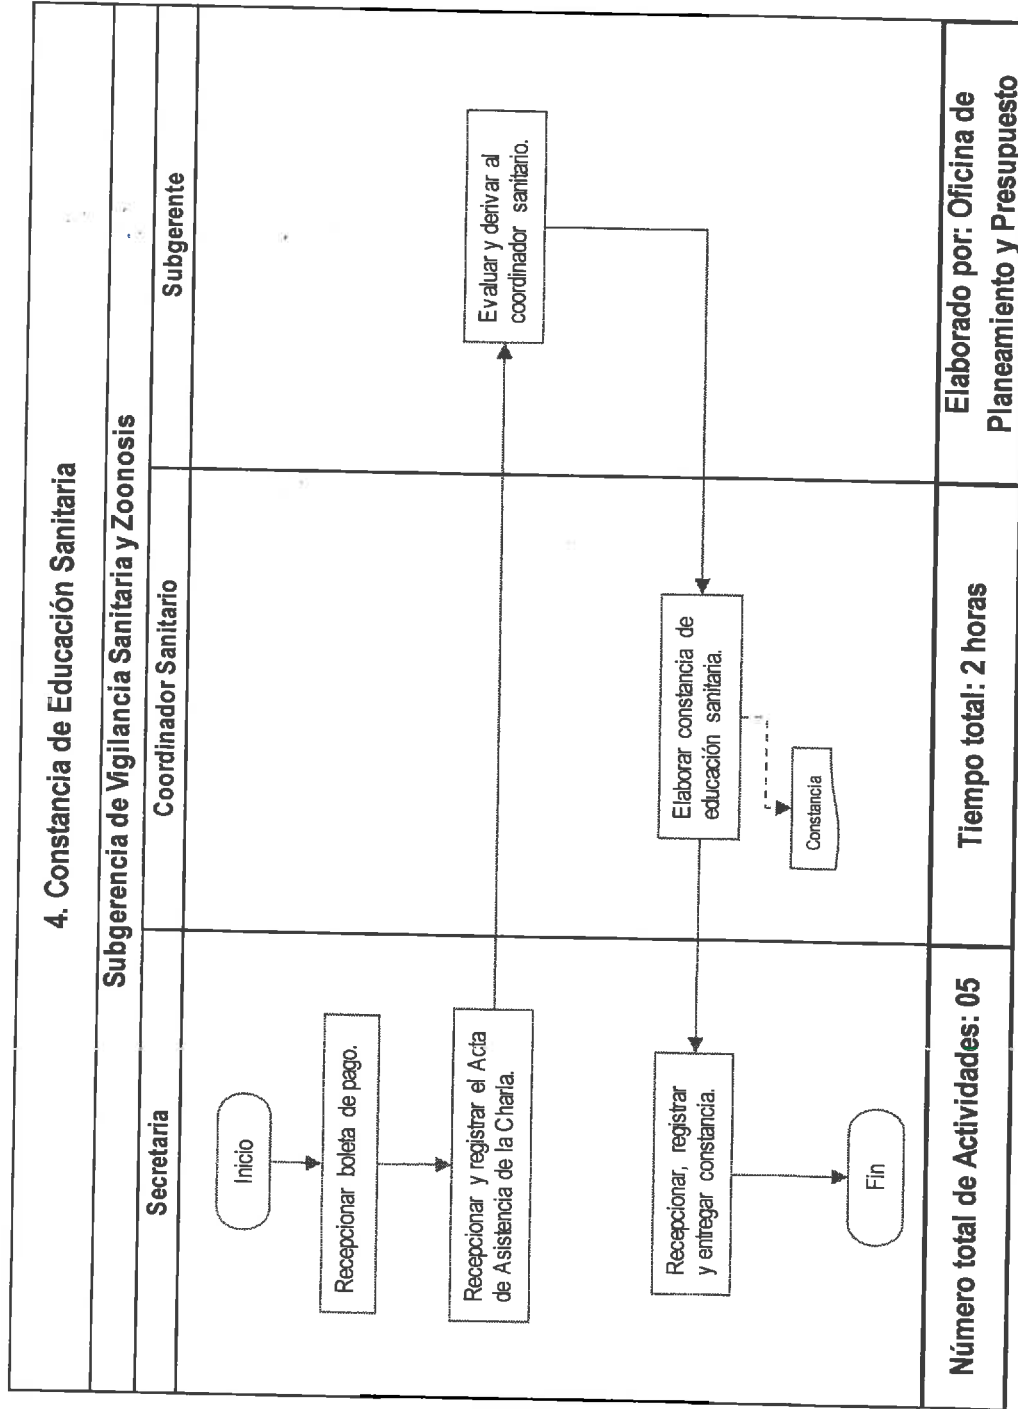 4. Constancia de Educación Sanitaria
Subgerencia de Vigilancia Sanitaria y Zoonosis
Secretaria
Coordinador Sanitario
Subgerente
Inicio
Recepcionar boleta de pago.
Recepcionar y registrar el Acta
de Asistencia de la Charla.
Evaluar y derivar al
coordinador sanitario.
Elaborar constancia de
educación sanitaria.
Constancia
Recepcionar, registrar
y entregar constancia.
Fin
Número total de Actividades: 05
Tiempo total: 2 horas
Elaborado por: Oficina de
Planeamiento y Presupuesto